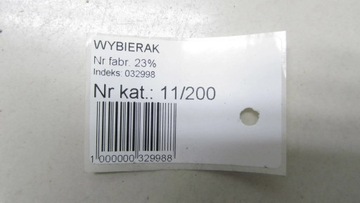 WYBIERAK
Nr fabr. 23%
Indeks: 032998
Nr kat.: 11/200
1 000000 329988